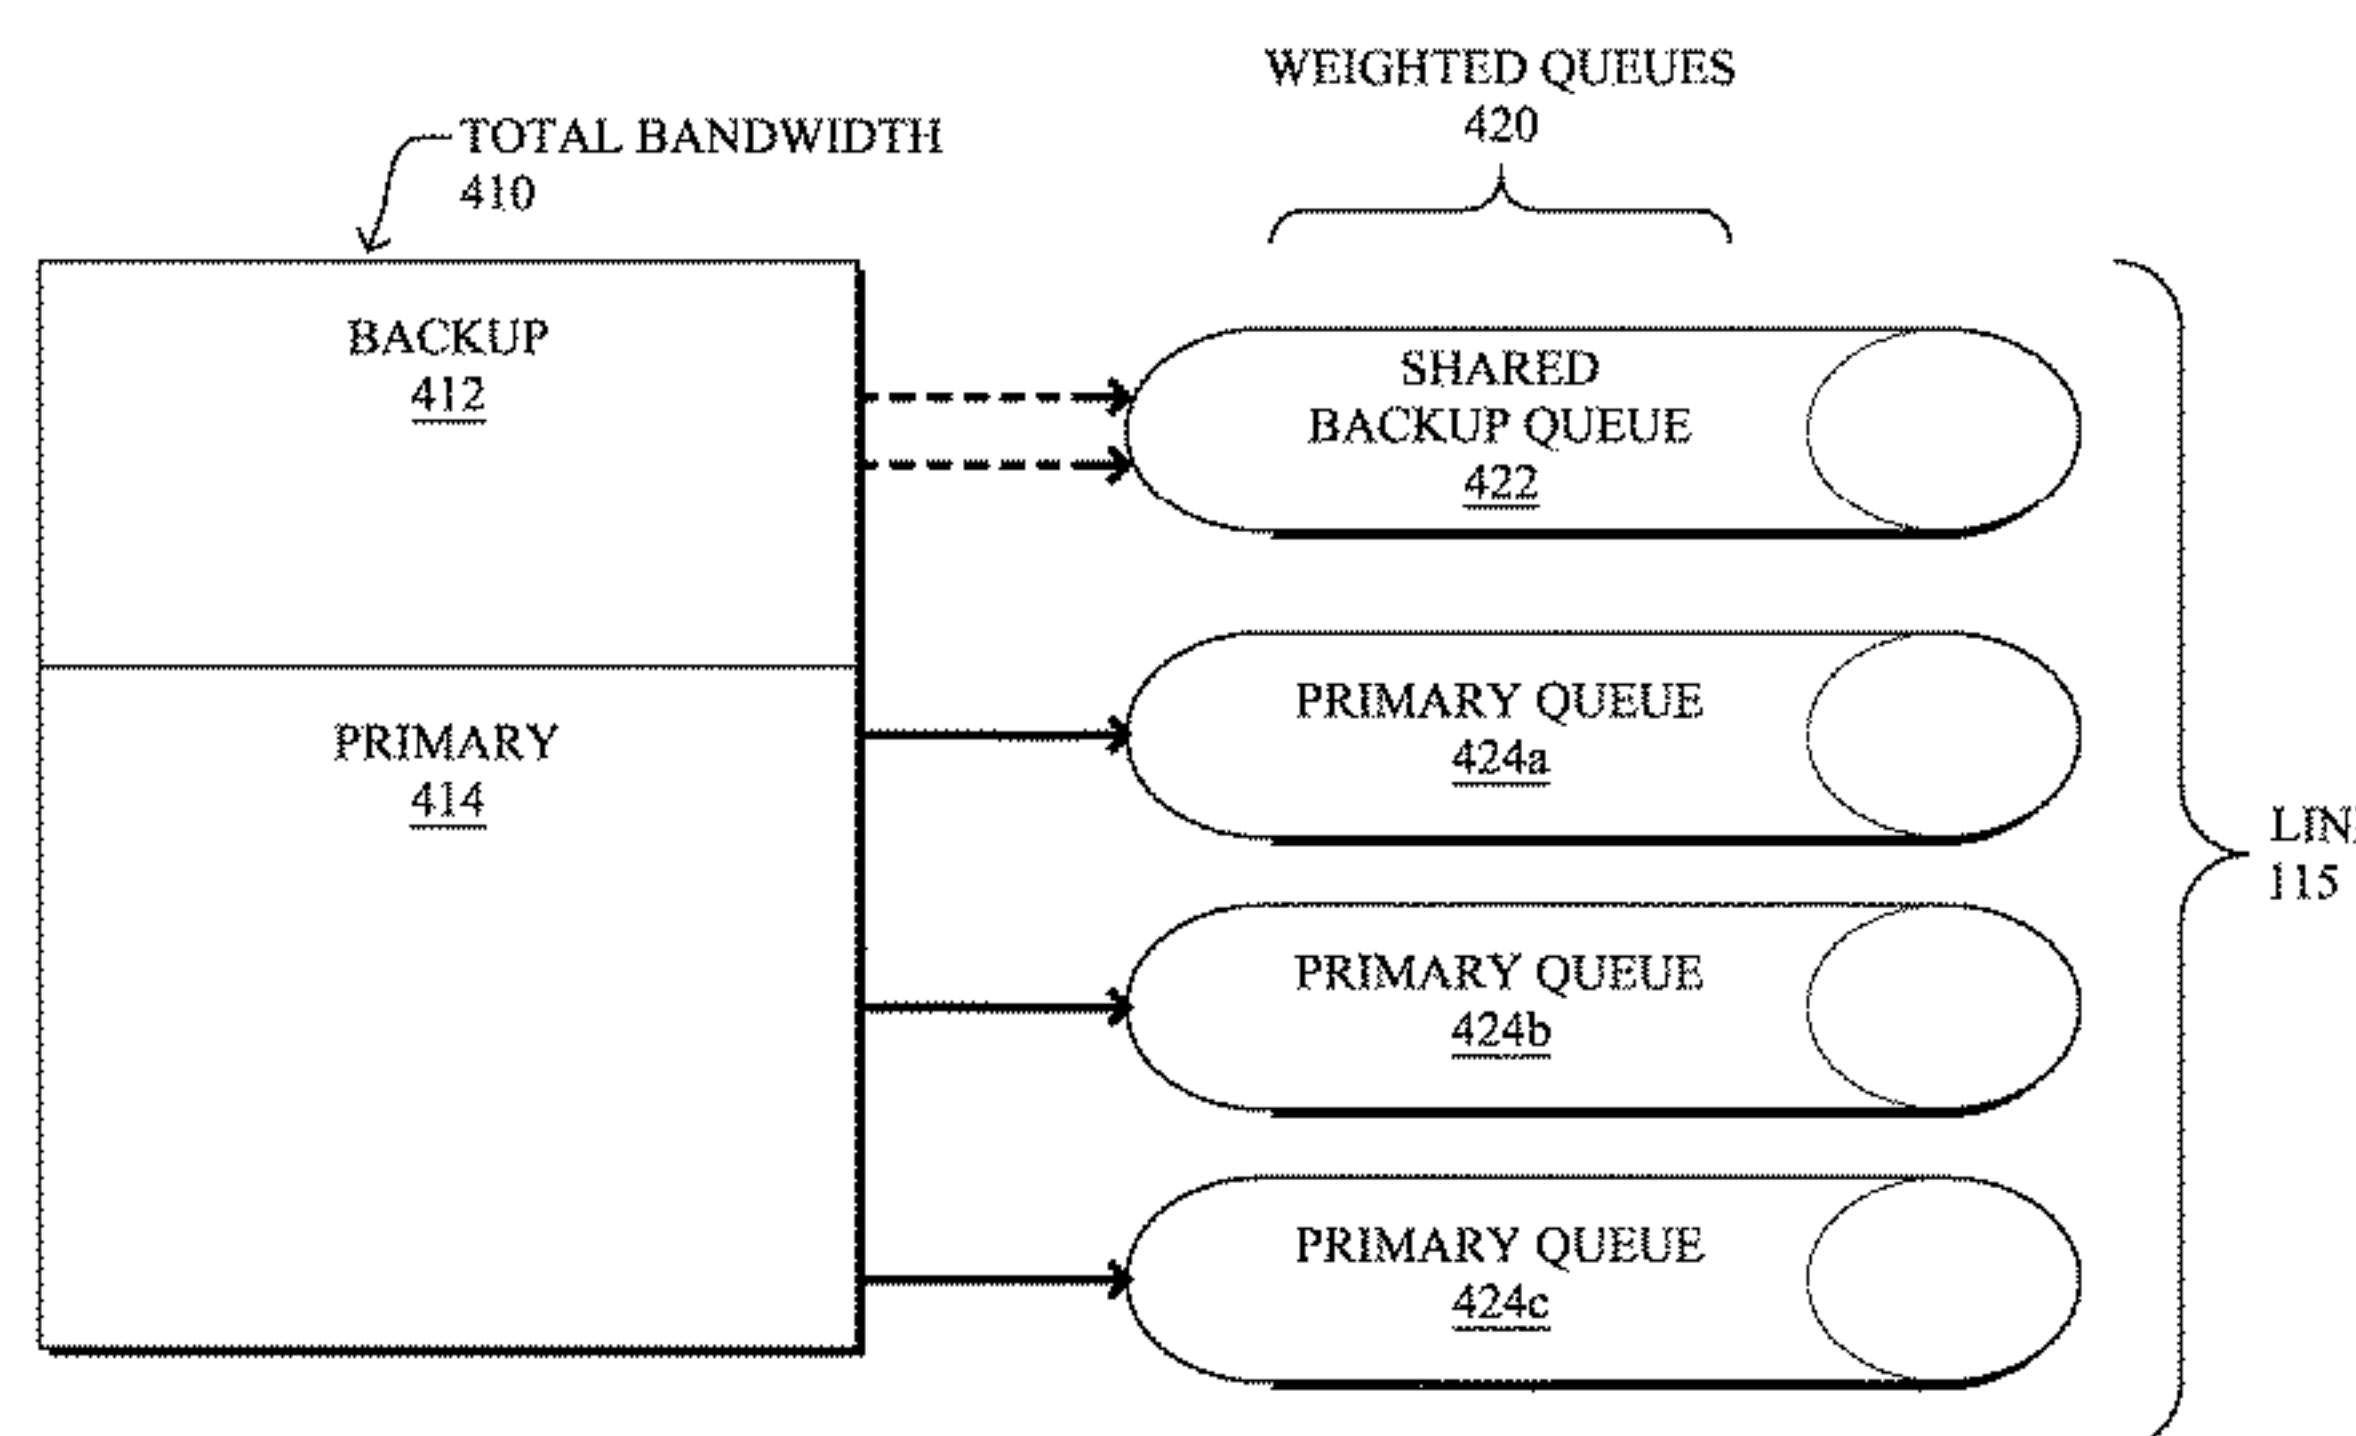 WEIGHTED QUEUES
420
TOTAL BANDWIDTH
410
BACKUP
412
SHARED
BACKUP QUEUE
422
PRIMARY QUEUE
424a
PRIMARY
414
115
PRIMARY QUEUE
424b
PRIMARY QUEUE
424c